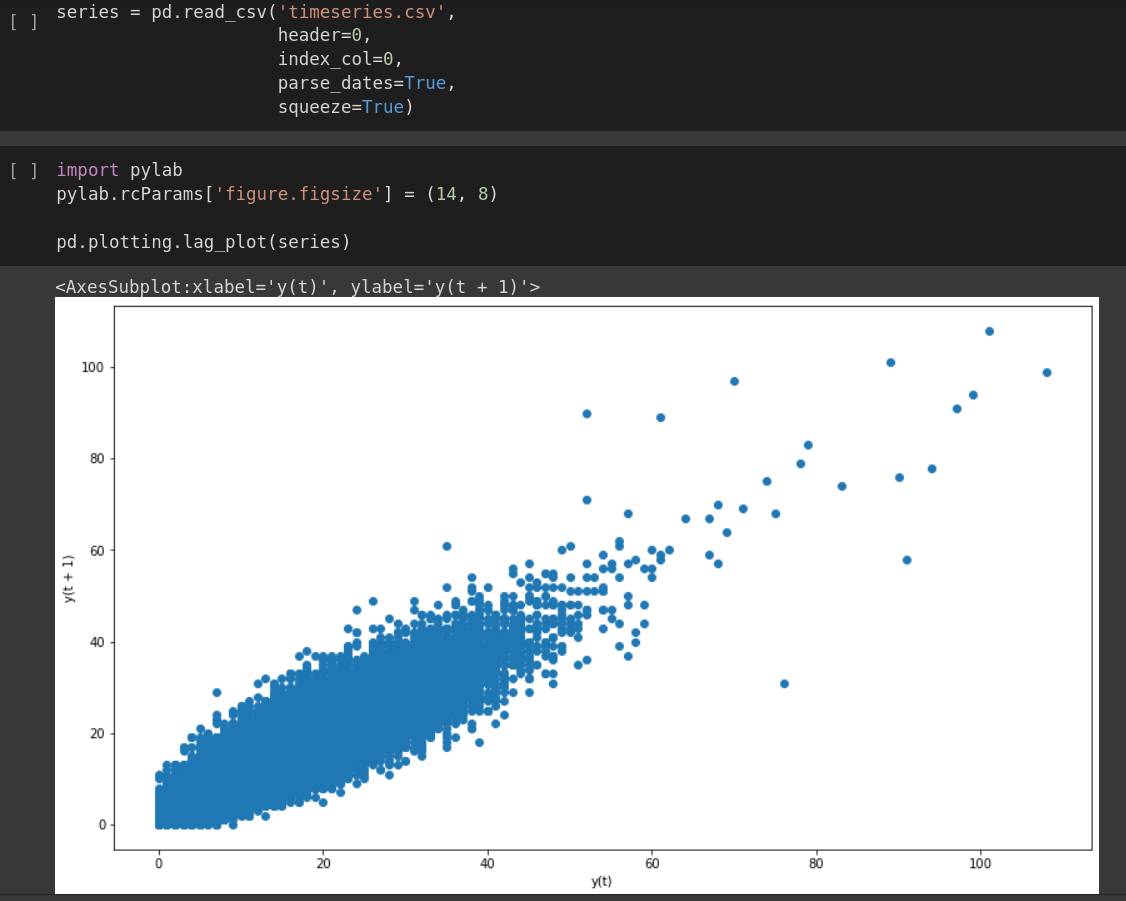 [ ] series = pd.read_csv('timeseries.csv',
header=0,
index_col=0,
parse_dates=True,
squeeze=True)
[ ] import pylab
pylab.rcParams['figure.figsize'] = (14, 8)
pd.plotting.lag_plot(series)
<AxesSubplot:xlabel='y(t)', ylabel='y(t + 1)'>
100
80
60
40
20
0
y(t + 1)
0 20 40 60 80 100
y(t)